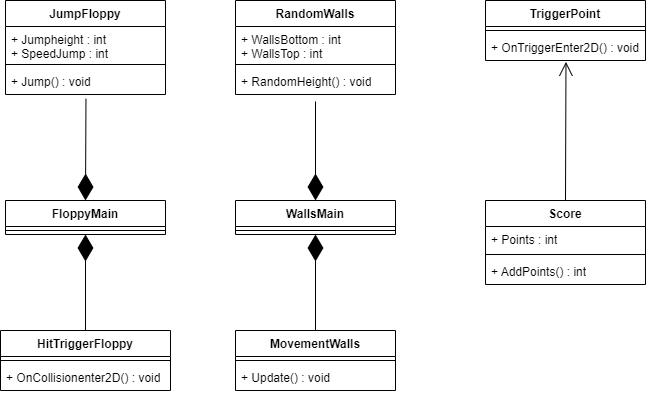 JumpFloppy
+ Jumpheight : int
+ SpeedJump : int
+ Jump() : void
RandomWalls
+ WallsBottom : int
+ WallsTop : int
+ RandomHeight() : void
TriggerPoint
+ OnTriggerEnter2D() : void
FloppyMain
WallsMain
Score
+ Points : int
+ AddPoints() : int
HitTriggerFloppy
+ OnCollisionenter2D() : void
MovementWalls
+ Update() : void